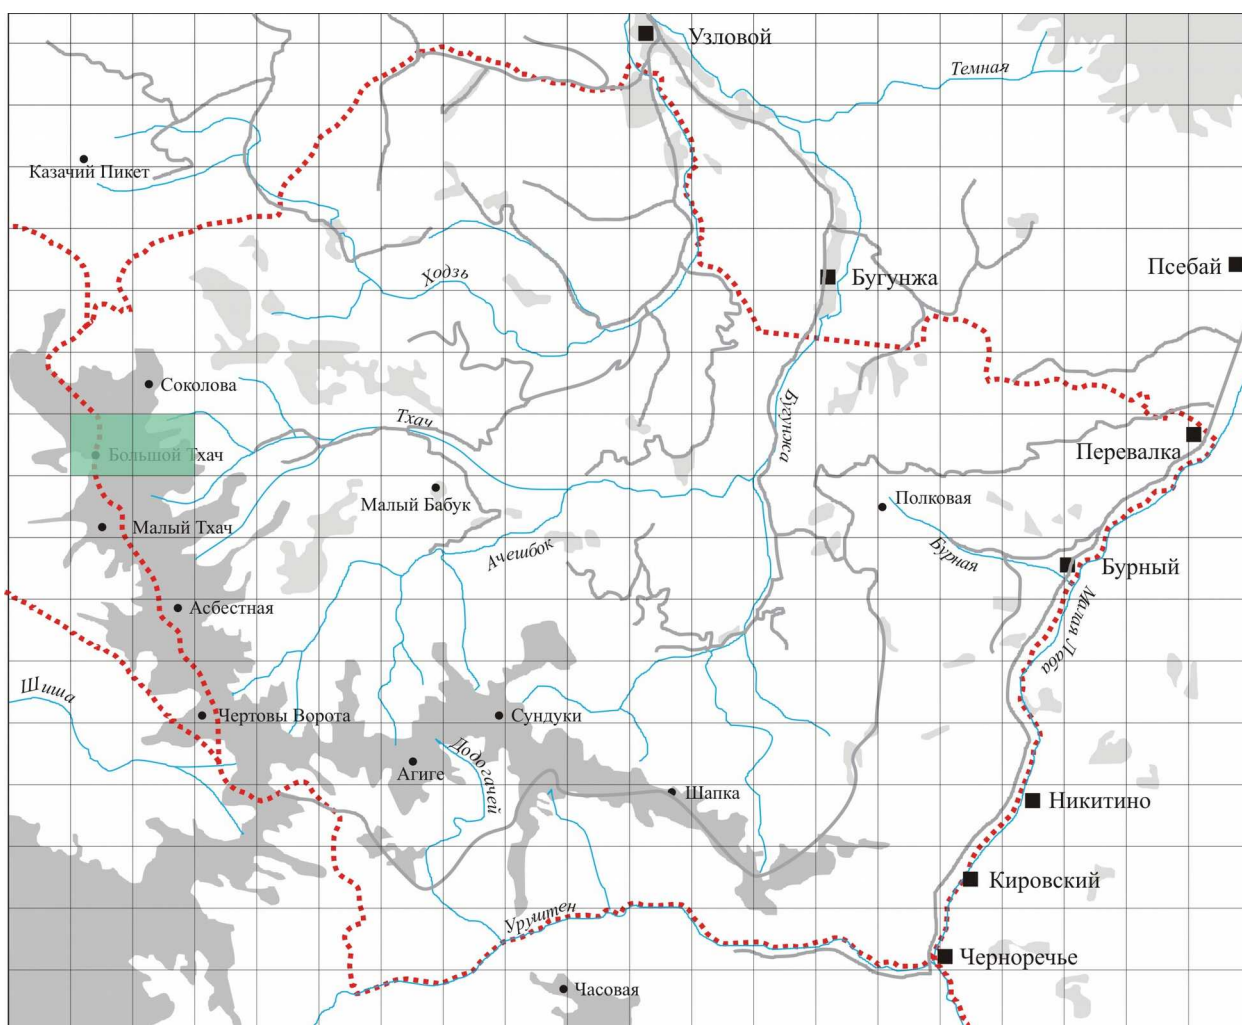 Узловой
Темная
Казачий Пикет
Псебай
Ходзь
Бугунжа
Соколова
Тхач
Бугунжа
Перевалка
Большой Тхач
Малый Бабук
Полковая
Малый Тхач
Ачешбок
Бурная
Бурный
Асбестная
Малая Лаба
Шиша
Чертовы Ворота
Сундуки
Додогачей
Агиге
Шапка
Никитино
Кировский
Уруштен
Черноречье
Часовая